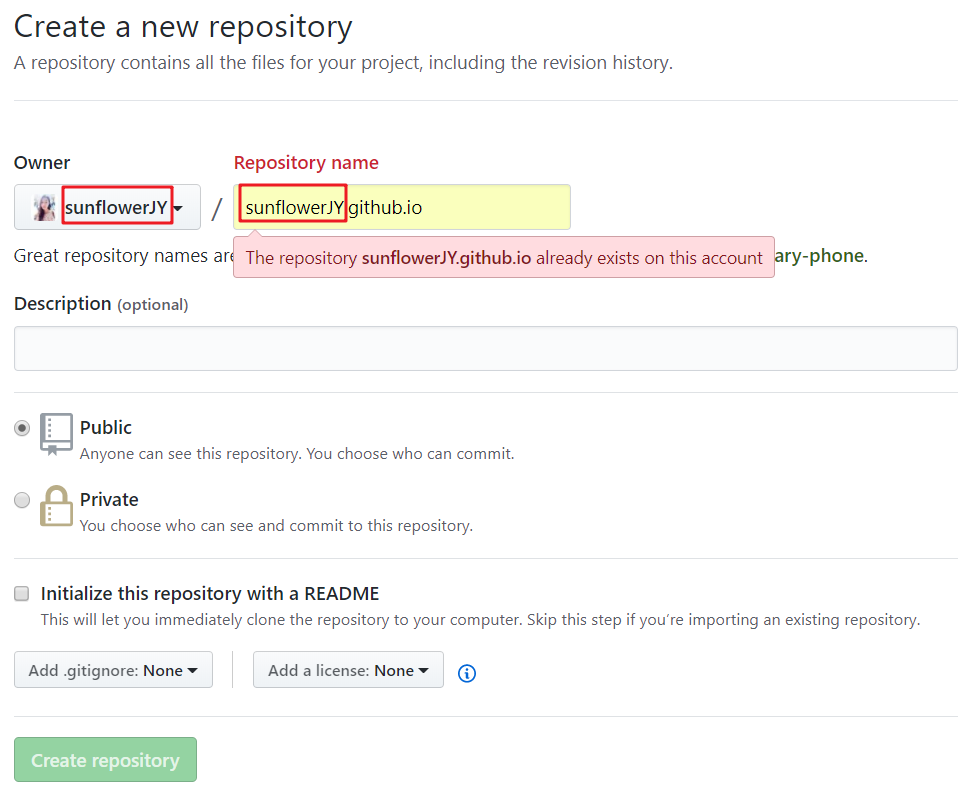 Create a new repository
A repository contains all the files for your project, including the revision history.
Owner
Repository name
sunflowerJY / sunflowerJY.github.io
Great repository names are
The repository sunflowerJY.github.io already exists on this account
ary-phone.
Description (optional)
Public
Anyone can see this repository. You choose who can commit.
Private
You choose who can see and commit to this repository.
Initialize this repository with a README
This will let you immediately clone the repository to your computer. Skip this step if you’re importing an existing repository.
Add .gitignore: None
Add a license: None
Create repository